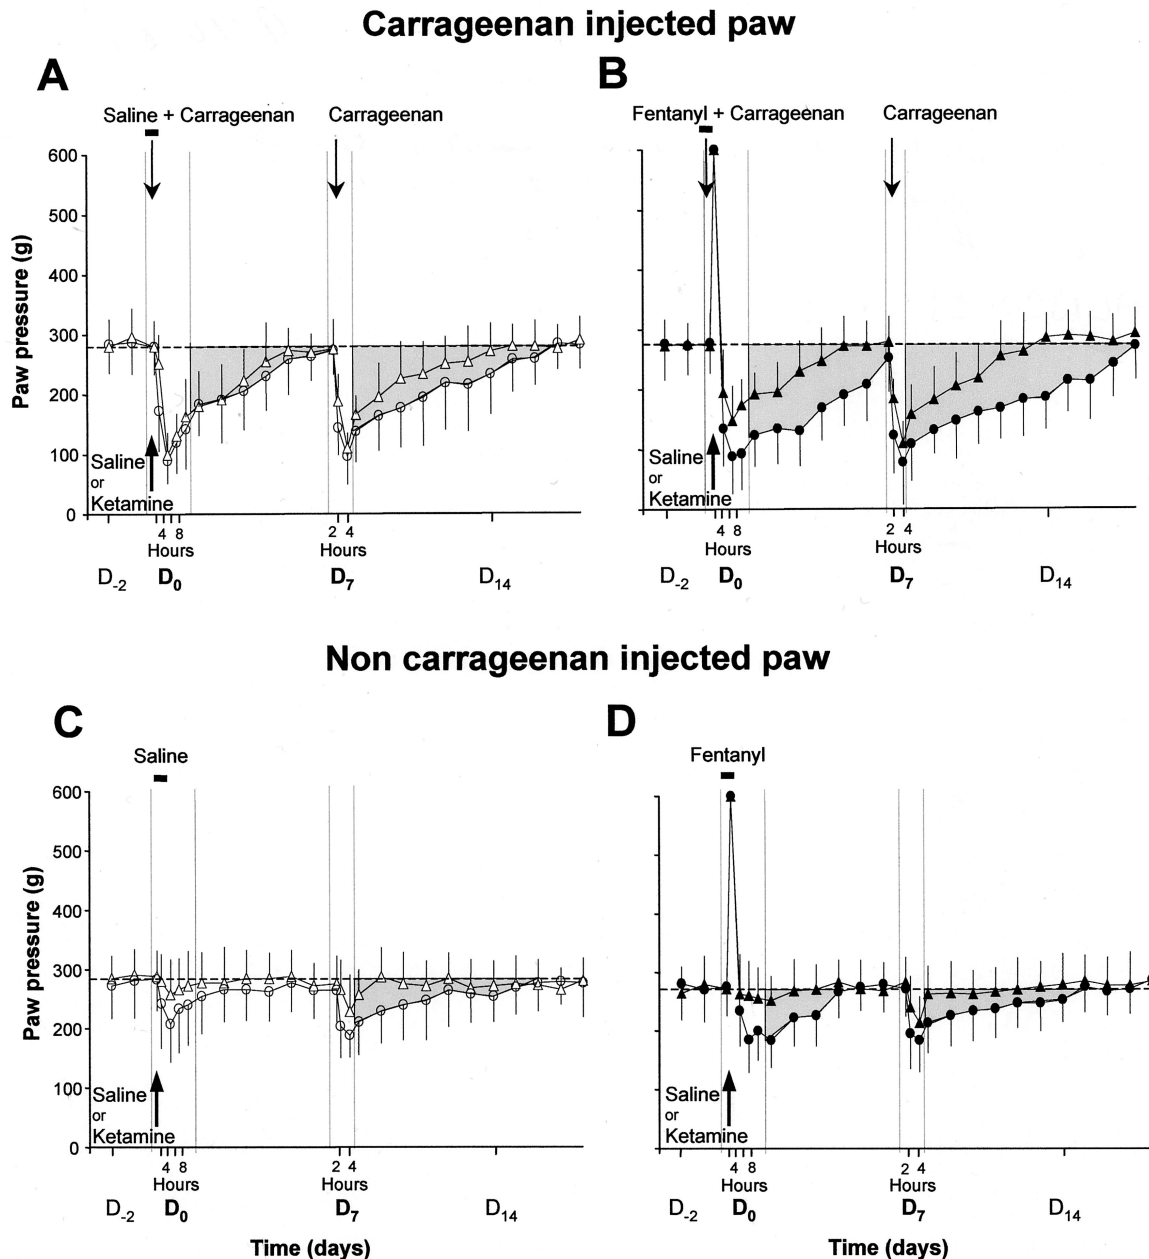 Carrageenan injected paw
A
B
Saline + Carrageenan
Carrageenan
Fentanyl + Carrageenan
Carrageenan
600
500
400
300
200
100
0
Paw pressure (g)
Saline
or
Ketamine
Saline
or
Ketamine
4 8
2 4
4 8
2 4
Hours
Hours
Hours
Hours
D-2
D0
D7
D14
D-2
D0
D7
D14
Non carrageenan injected paw
C
D
Saline
Fentanyl
600
500
400
300
200
100
0
Paw pressure (g)
Saline
or
Ketamine
Saline
or
Ketamine
4 8
2 4
4 8
2 4
Hours
Hours
Hours
Hours
D-2
D0
D7
D14
D-2
D0
D7
D14
Time (days)
Time (days)